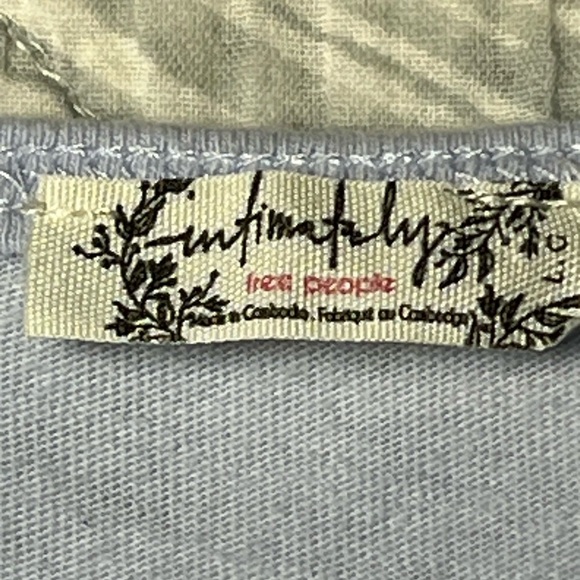 intimately
free people
Made in Cambodia. Fabriqué au Cambodge
L.G